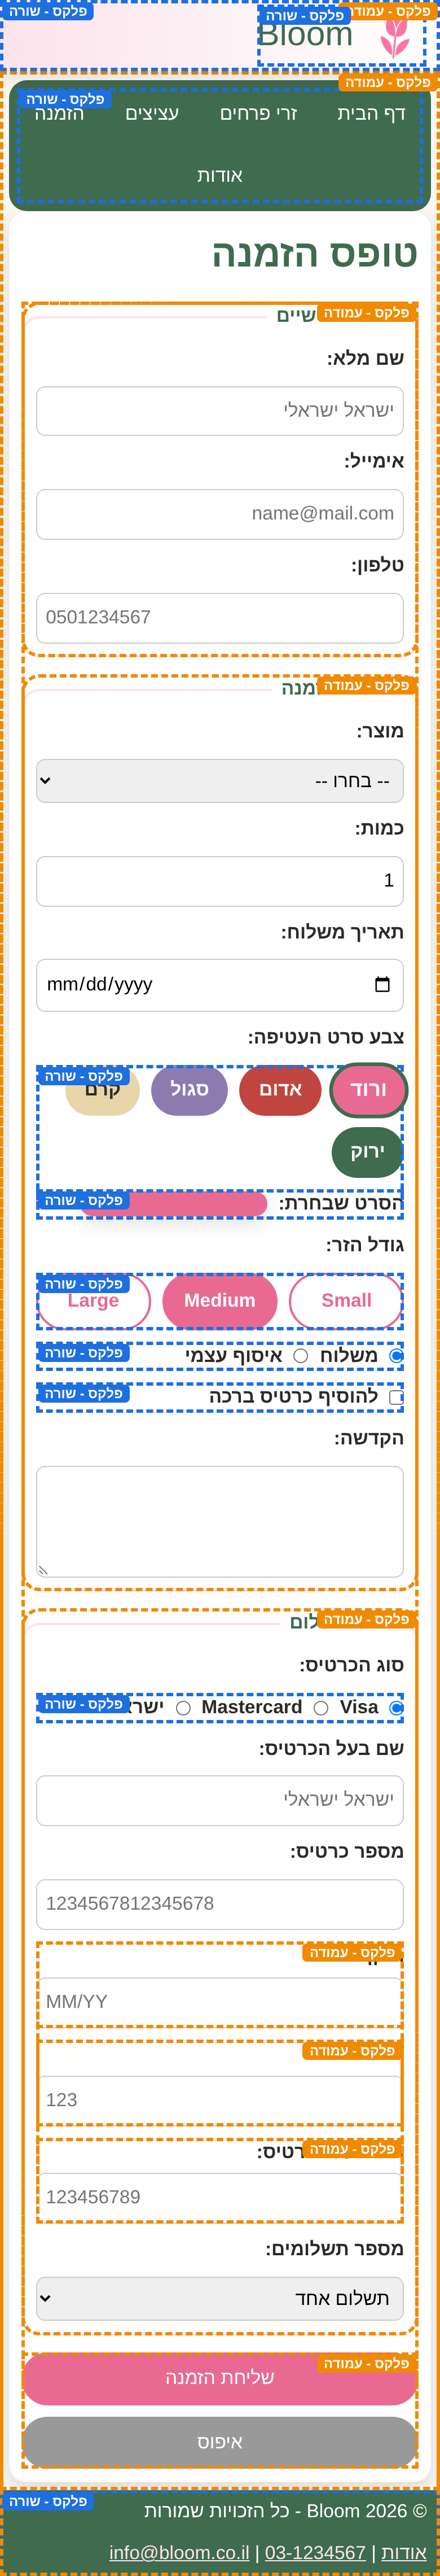 פלקס - שורה
פלקס - עמודה
פלקס - שורה
Bloom
פלקס - עמודה
פלקס - שורה
דף הבית
זרי פרחים
עציצים
הזמנה
אודות
טופס הזמנה
פלקס - עמודה
שם מלא:
ישראל ישראלי
אימייל:
name@mail.com
טלפון:
0501234567
פלקס - עמודה
מוצר:
-- בחרו --
כמות:
1
תאריך משלוח:
mm/dd/yyyy
צבע סרט העטיפה:
פלקס - שורה
ורוד
אדום
סגול
קרם
ירוק
פלקס - שורה
הסרט שבחרת:
גודל הזר:
פלקס - שורה
Small
Medium
Large
פלקס - שורה
משלוח
איסוף עצמי
פלקס - שורה
להוסיף כרטיס ברכה
הקדשה:
פלקס - עמודה
סוג הכרטיס:
פלקס - שורה
Visa
Mastercard
שם בעל הכרטיס:
ישראל ישראלי
מספר כרטיס:
1234567812345678
פלקס - עמודה
MM/YY
פלקס - עמודה
123
פלקס - עמודה
123456789
מספר תשלומים:
תשלום אחד
פלקס - עמודה
שליחת הזמנה
איפוס
פלקס - שורה
© 2026 Bloom - כל הזכויות שמורות
אודות | 03-1234567 | info@bloom.co.il